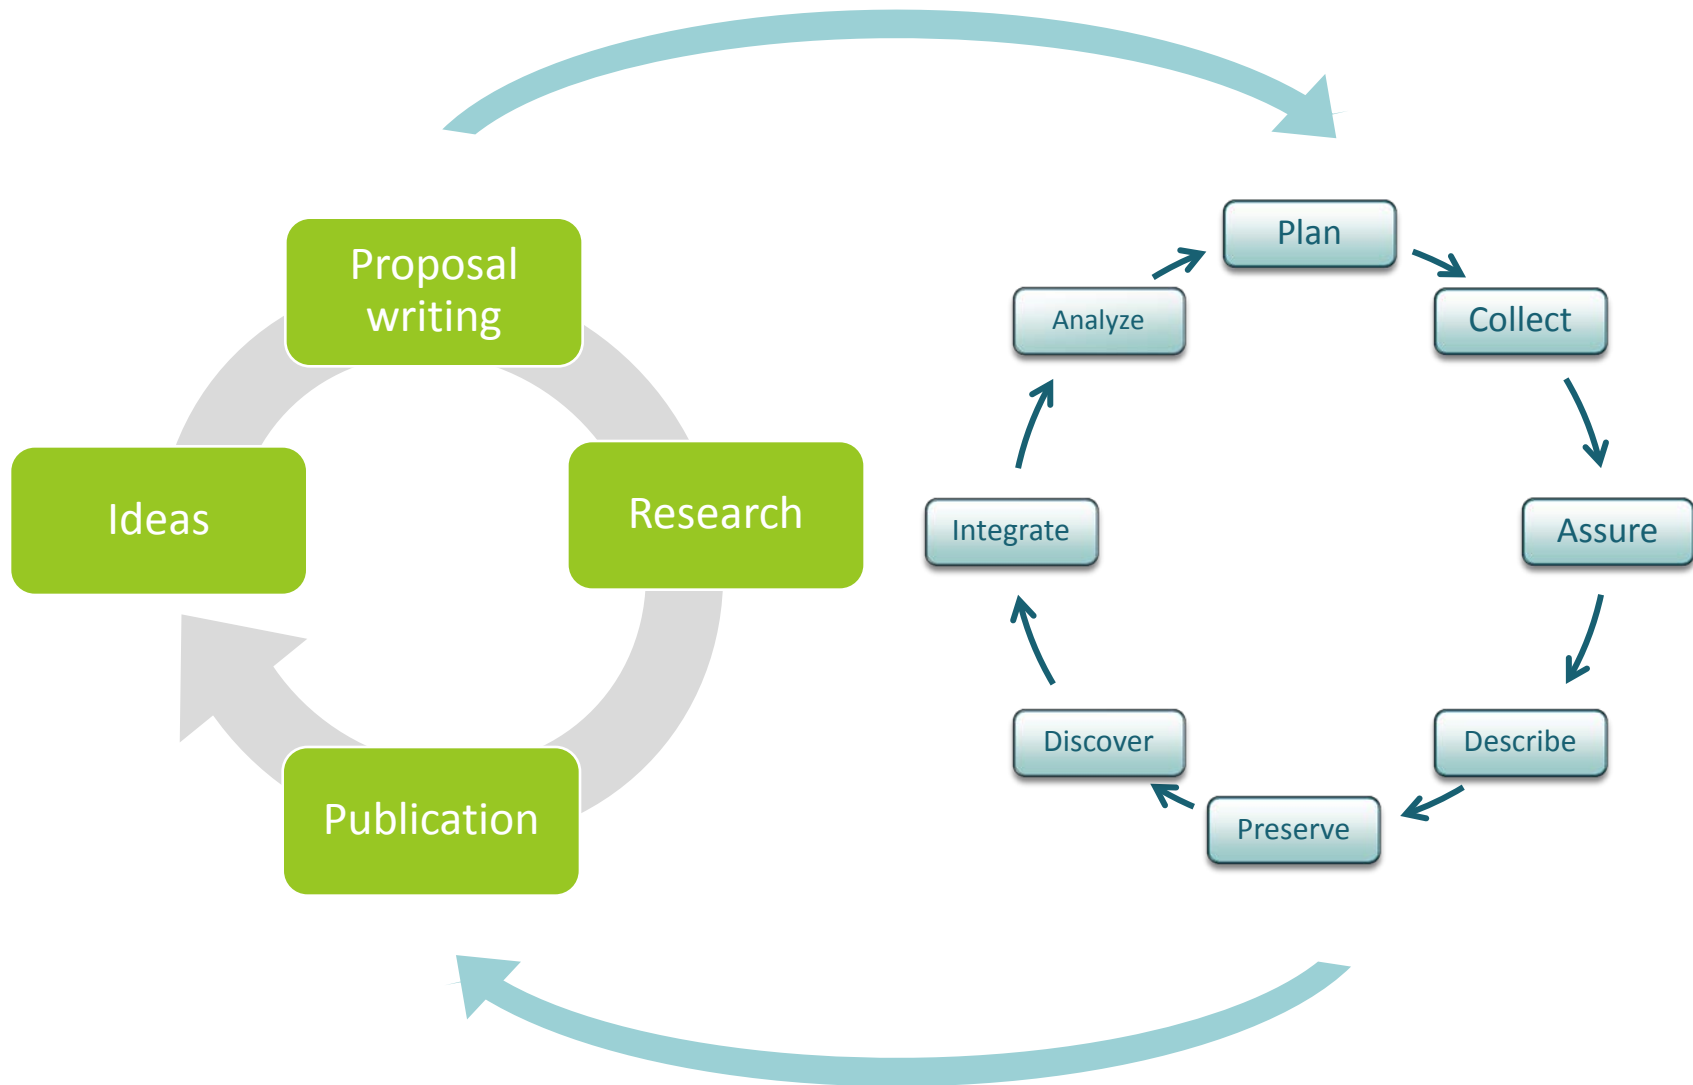 Proposal
writing
Research
Publication
Ideas
Plan
Collect
Assure
Describe
Preserve
Discover
Integrate
Analyze